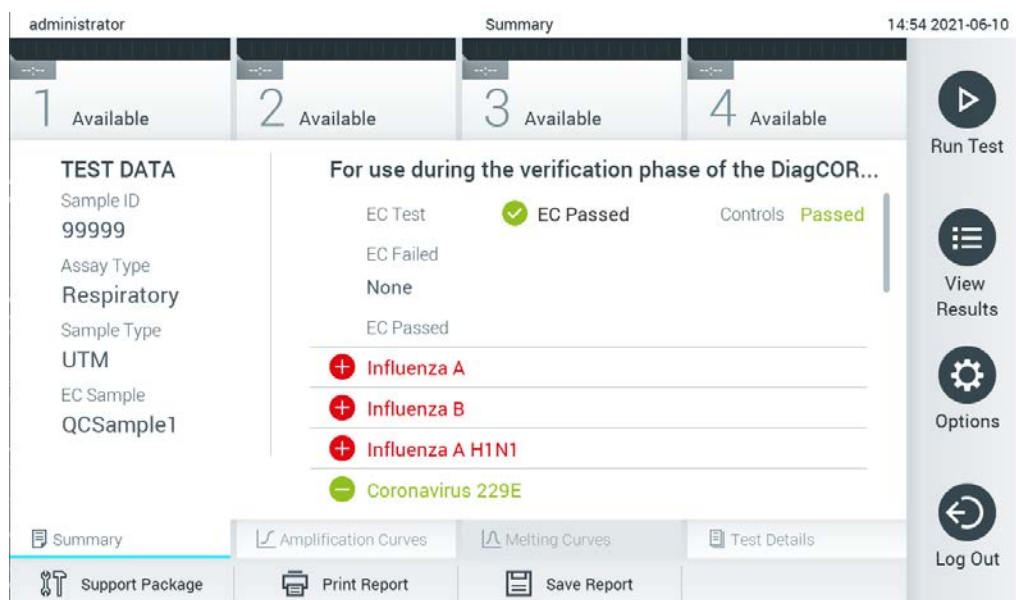 administrator
Summary
14:54 2021-06-10
--:--
1 Available
--:--
2 Available
--:--
3 Available
--:--
4 Available
TEST DATA
Sample ID
99999
Assay Type
Respiratory
Sample Type
UTM
EC Sample
QCSample1
For use during the verification phase of the DiagCOR...
EC Test
EC Passed
Controls Passed
EC Failed
None
EC Passed
Influenza A
Influenza B
Influenza A H1N1
Coronavirus 229E
Run Test
View
Results
Options
Log Out
Summary
Amplification Curves
Melting Curves
Test Details
Support Package
Print Report
Save Report